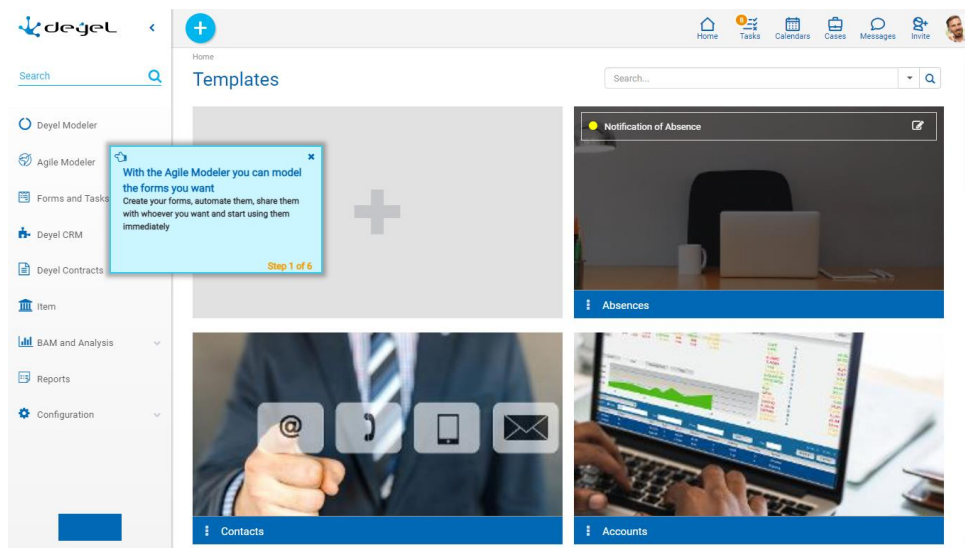 deyel
Home
Tasks
8
Calendars
Cases
Messages
Invite
Home
Search
Templates
Search...
Deyel Modeler
Agile Modeler
Forms and Tasks
Deyel CRM
Deyel Contracts
Item
BAM and Analysis
Reports
Configuration
With the Agile Modeler you can model
the forms you want
Create your forms, automate them, share them
with whoever you want and start using them
immediately
Step 1 of 6
Notification of Absence
Absences
@
Contacts
Accounts